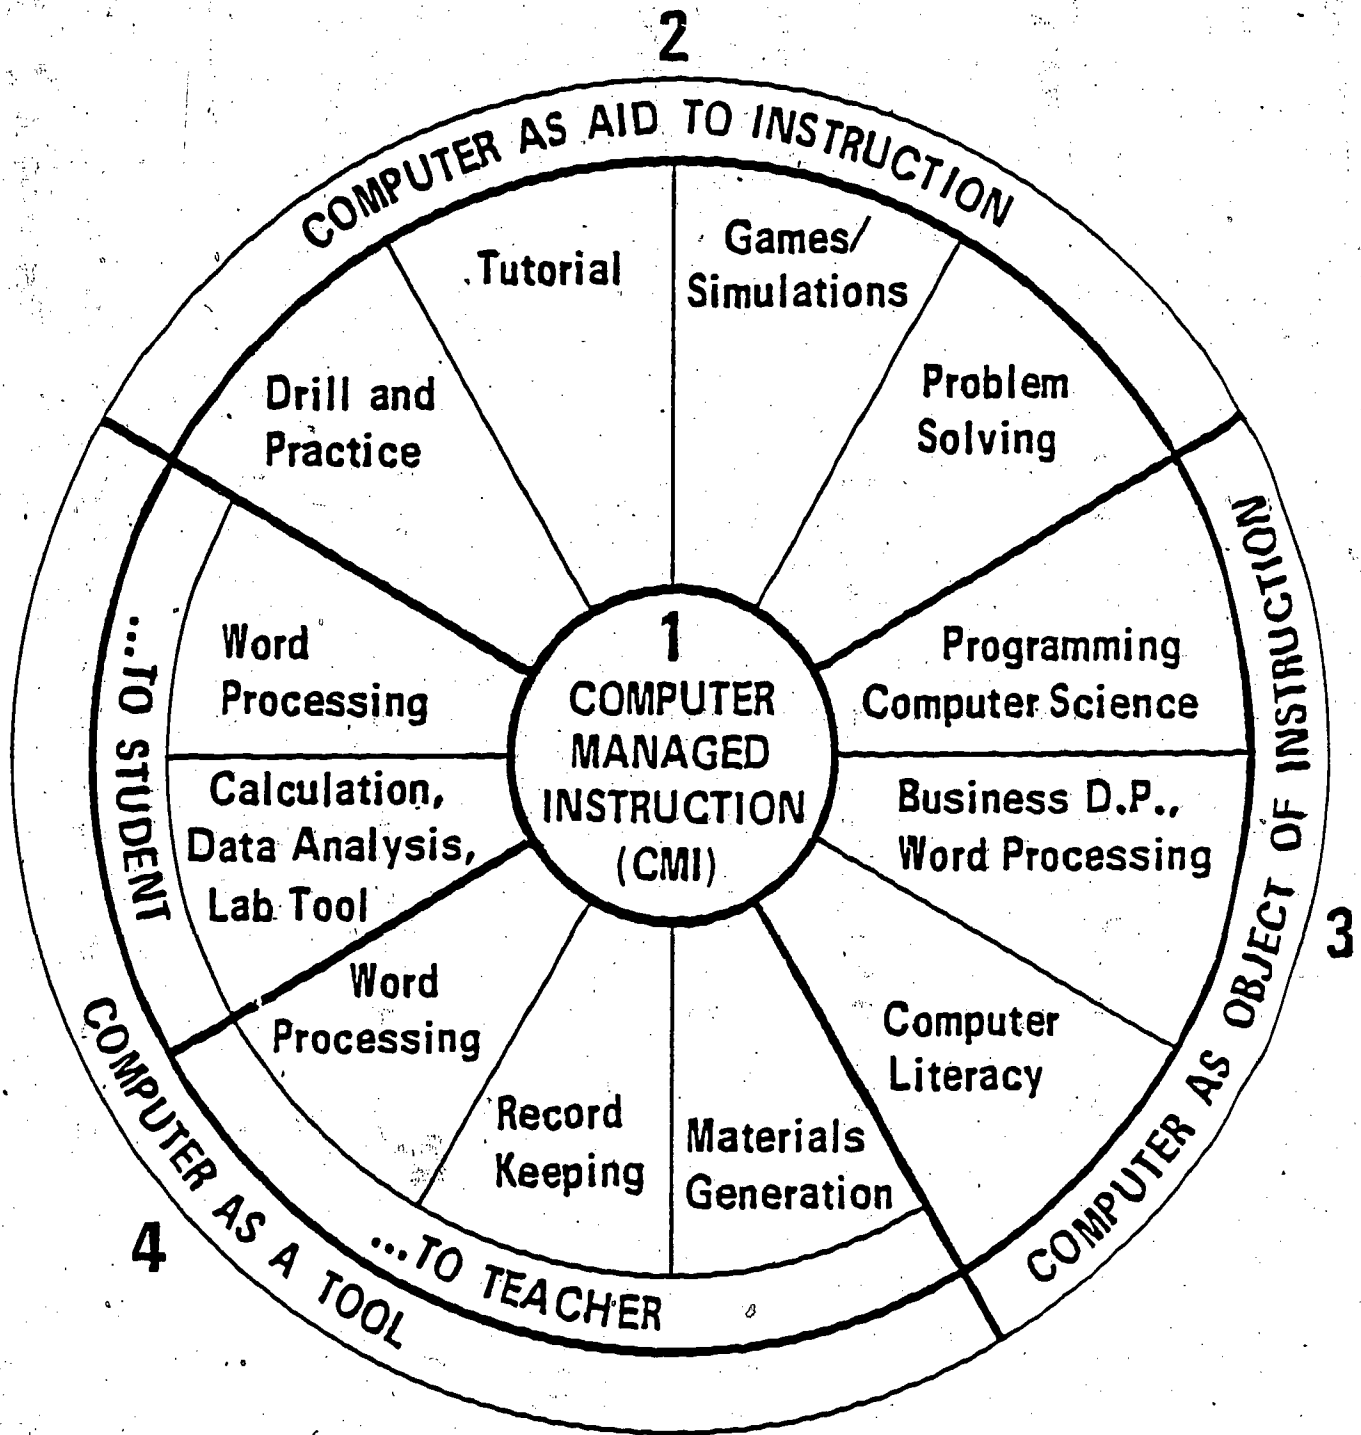 2
COMPUTER AS AID TO INSTRUCTION
Tutorial
Games/
Simulations
Drill and
Practice
Problem
Solving
1
COMPUTER
MANAGED
INSTRUCTION
(CMI)
Programming
Computer Science
Business D.P.,
Word Processing
Computer
Literacy
COMPUTER AS OBJECT OF INSTRUCTION
3
...TO STUDENT
Word
Processing
Calculation,
Data Analysis,
Lab Tool
Word
Processing
Record
Keeping
Materials
Generation
...TO TEACHER
COMPUTER AS A TOOL
4